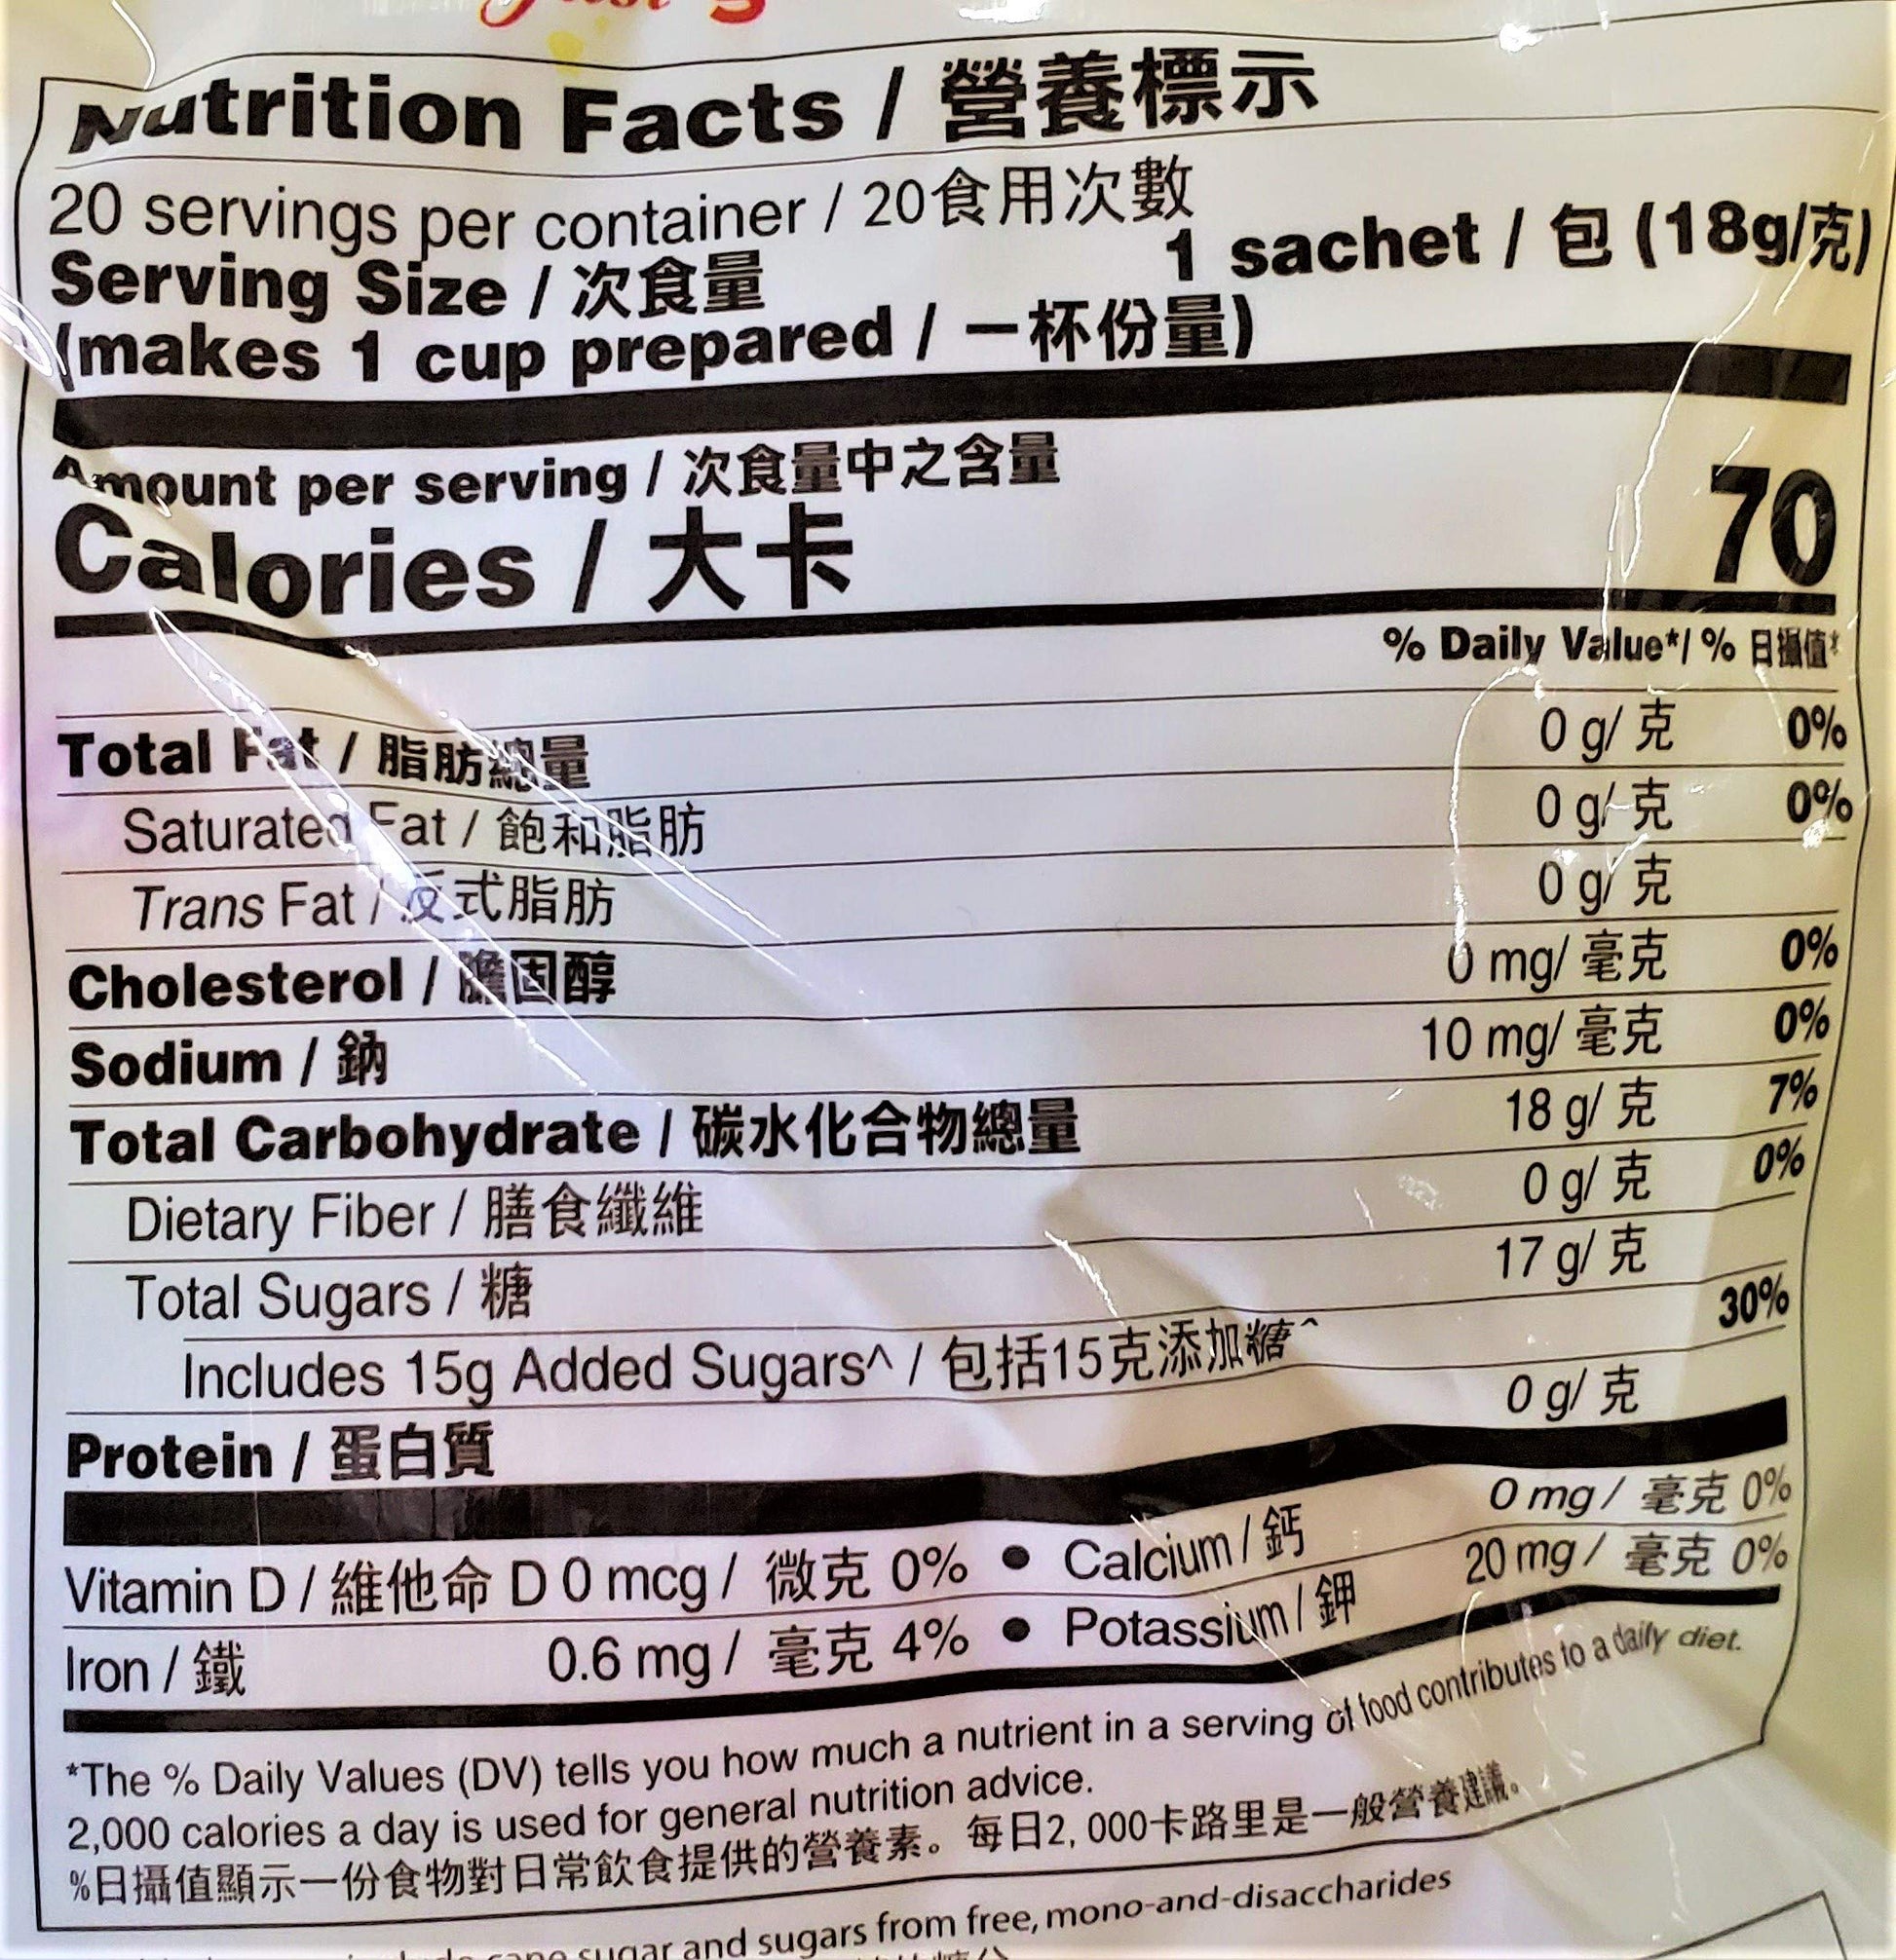 Nutrition Facts / 營養標示
20 servings per container / 20食用次數
Serving Size / 次食量 1 sachet / 包 (18g/克)
(makes 1 cup prepared / 一杯份量)
Amount per serving / 次食量中之含量
Calories / 大卡 70
% Daily Value*/ % 日攝值*
Total Fat / 脂肪總量 0 g/ 克 0%
Saturated Fat / 飽和脂肪 0 g/ 克 0%
Trans Fat / 反式脂肪 0 g/ 克
Cholesterol / 膽固醇 0 mg/ 毫克 0%
Sodium / 鈉 10 mg/ 毫克 0%
Total Carbohydrate / 碳水化合物總量 18 g/ 克 7%
Dietary Fiber / 膳食纖維 0 g/ 克 0%
Total Sugars / 糖 17 g/ 克
Includes 15g Added Sugars^ / 包括15克添加糖^ 30%
Protein / 蛋白質 0 g/ 克
Vitamin D / 維他命 D 0 mcg / 微克 0% • Calcium / 鈣 0 mg / 毫克 0%
Iron / 鐵 0.6 mg / 毫克 4% • Potassium / 鉀 20 mg / 毫克 0%
*The % Daily Values (DV) tells you how much a nutrient in a serving of food contributes to a daily diet.
2,000 calories a day is used for general nutrition advice.
%日攝值顯示一份食物對日常飲食提供的營養素。每日2, 000卡路里是一般營養建議。
cane sugar and sugars from free, mono-and-disaccharides